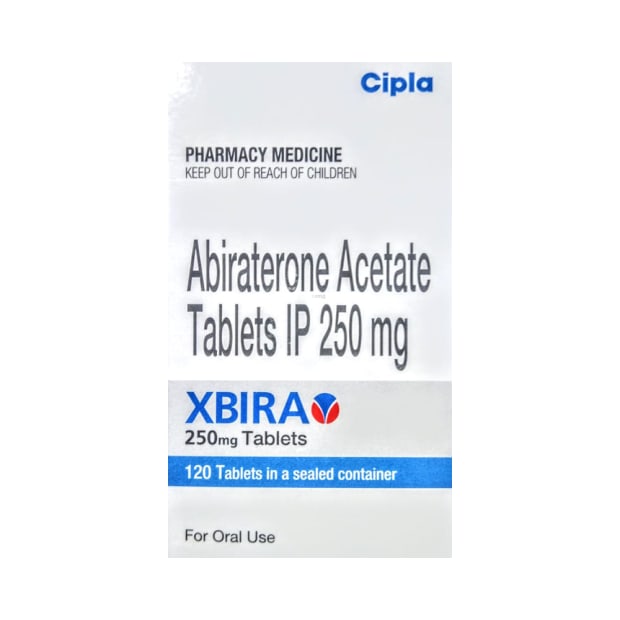 Cipla
PHARMACY MEDICINE
KEEP OUT OF REACH OF CHILDREN
Abiraterone Acetate
Tablets IP 250 mg
XBIRA
250mg Tablets
120 Tablets in a sealed container
For Oral Use